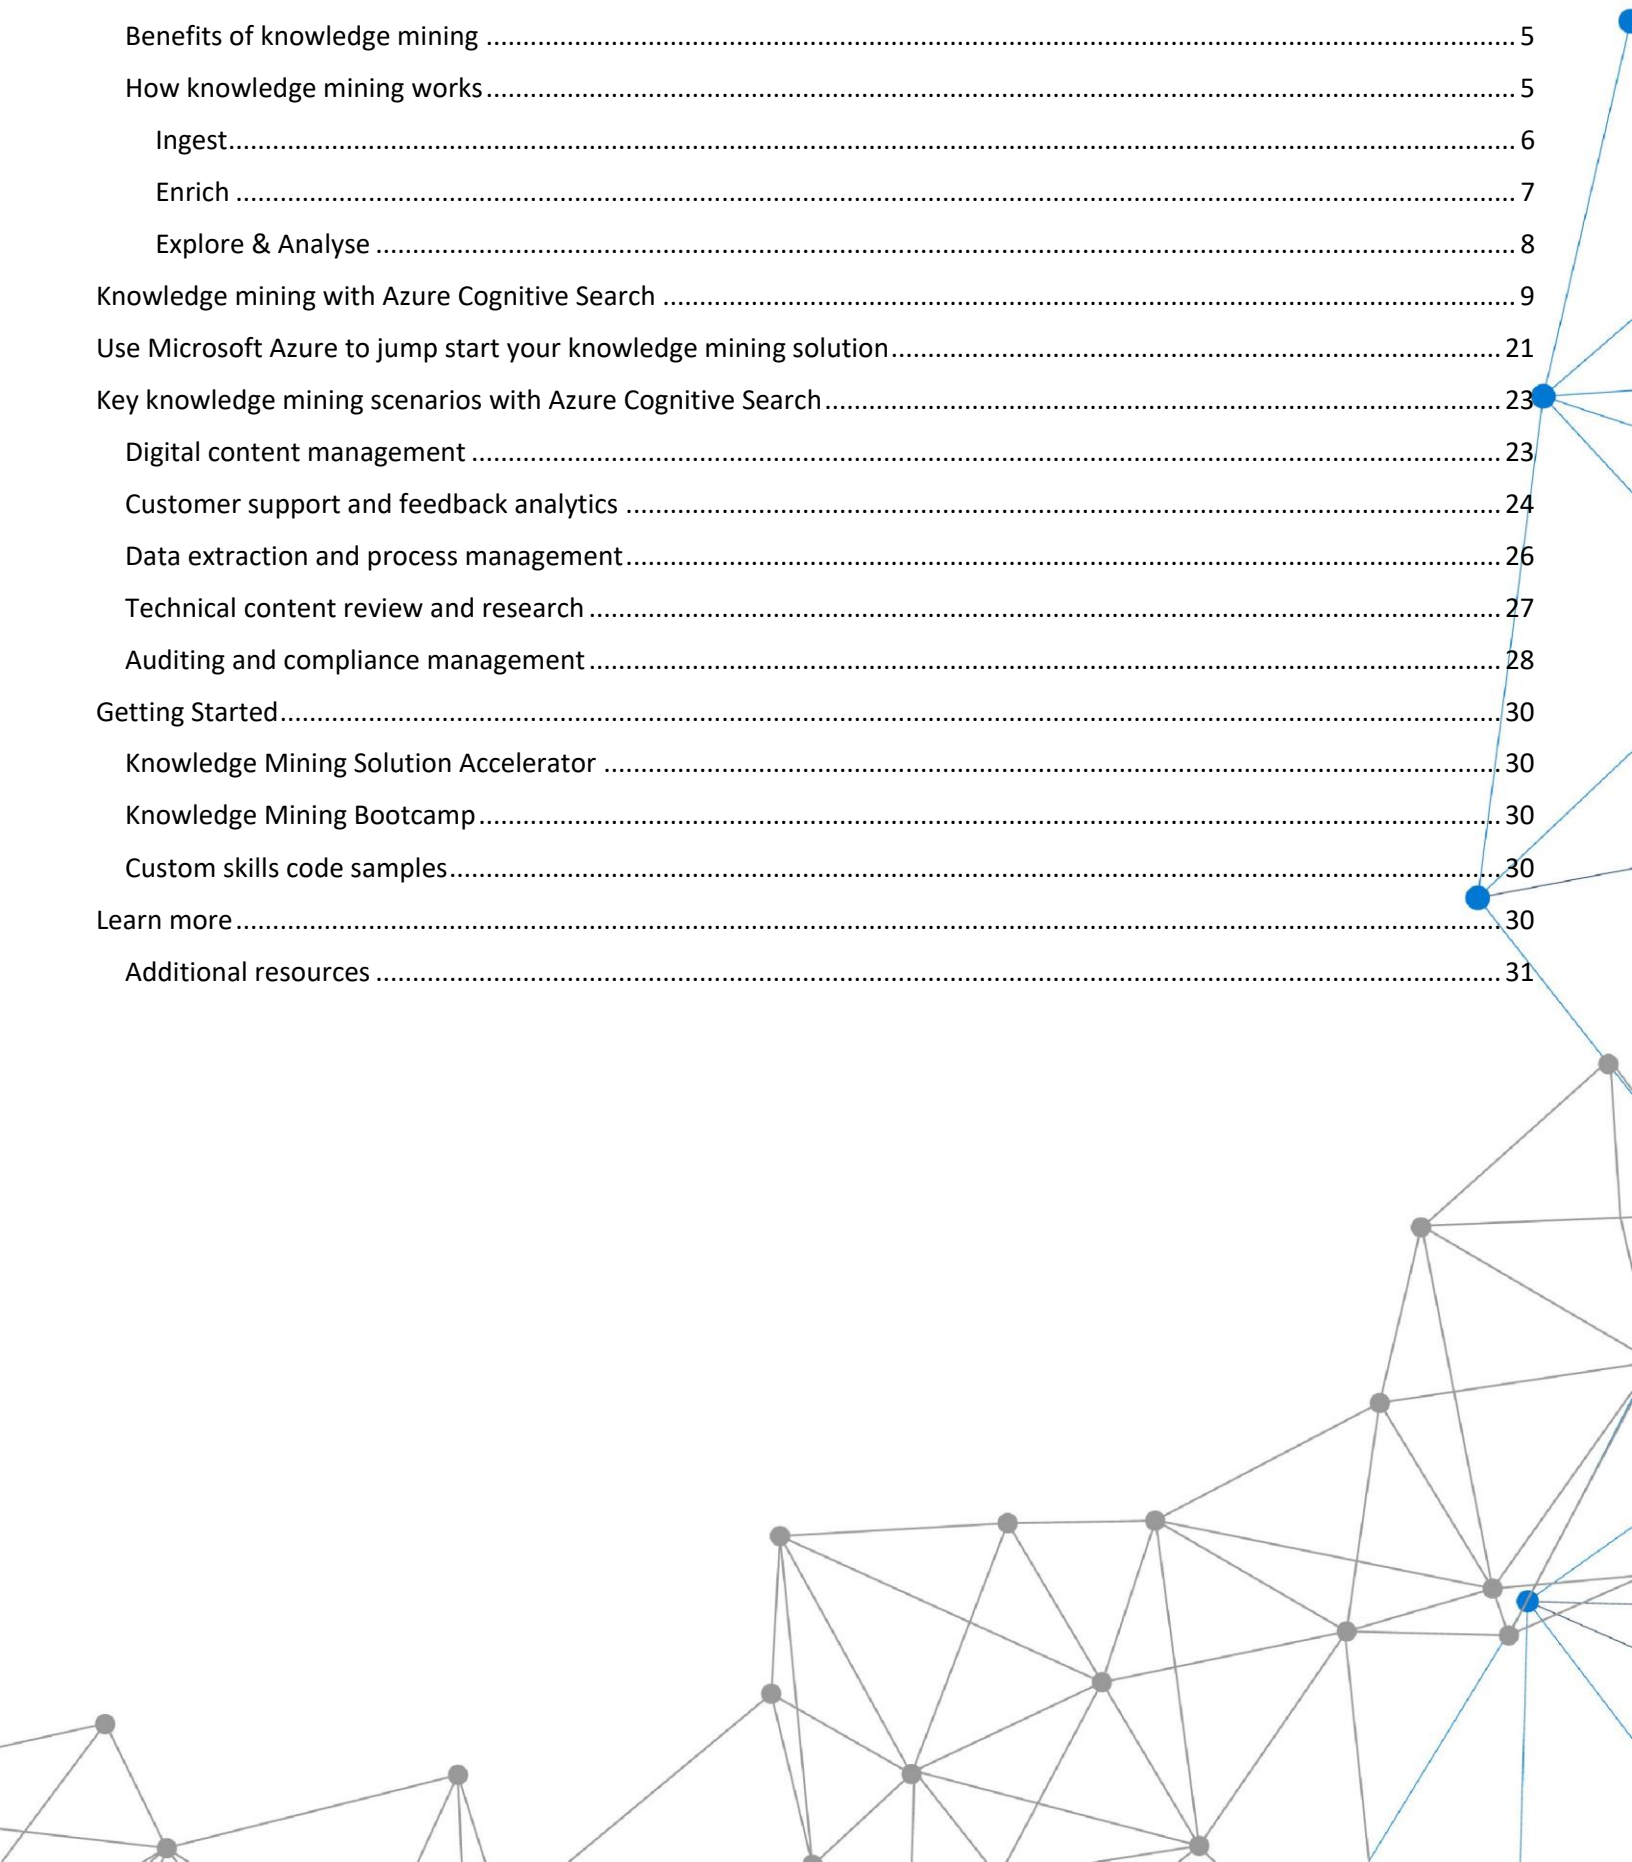 Benefits of knowledge mining ........ 5
How knowledge mining works ........ 5
Ingest ........ 6
Enrich ........ 7
Explore & Analyse ........ 8
Knowledge mining with Azure Cognitive Search ........ 9
Use Microsoft Azure to jump start your knowledge mining solution ........ 21
Key knowledge mining scenarios with Azure Cognitive Search ........ 23
Digital content management ........ 23
Customer support and feedback analytics ........ 24
Data extraction and process management ........ 26
Technical content review and research ........ 27
Auditing and compliance management ........ 28
Getting Started ........ 30
Knowledge Mining Solution Accelerator ........ 30
Knowledge Mining Bootcamp ........ 30
Custom skills code samples ........ 30
Learn more ........ 30
Additional resources ........ 31